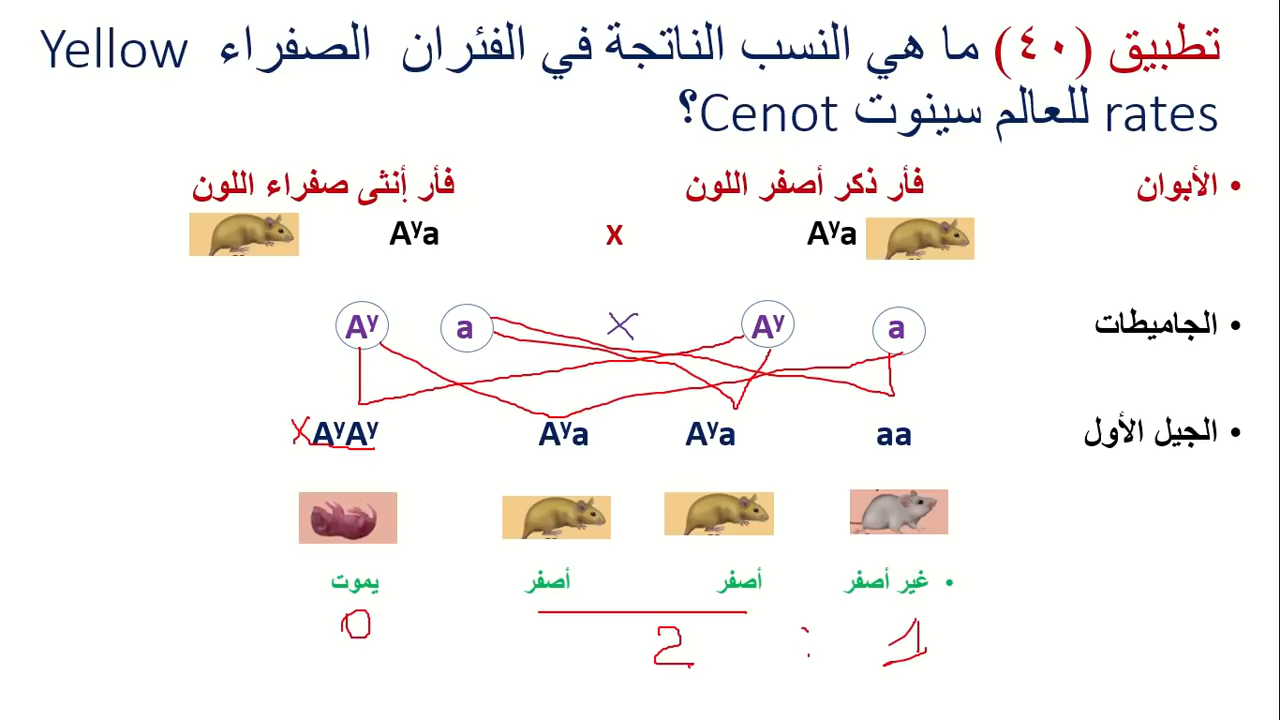 تطبيق (٤٠) ما هي النسب الناتجة في الفئران الصفراء Yellow
rates للعالم سينوت Cenot؟
• الأبوان فأر ذكر أصفر اللون فأر أنثى صفراء اللون
Aʸa x Aʸa
• الجاميطات a Aʸ X a Aʸ
• الجيل الأول aa Aʸa Aʸa AʸAʸ X
• غير أصفر أصفر أصفر يموت
0 2 : 1